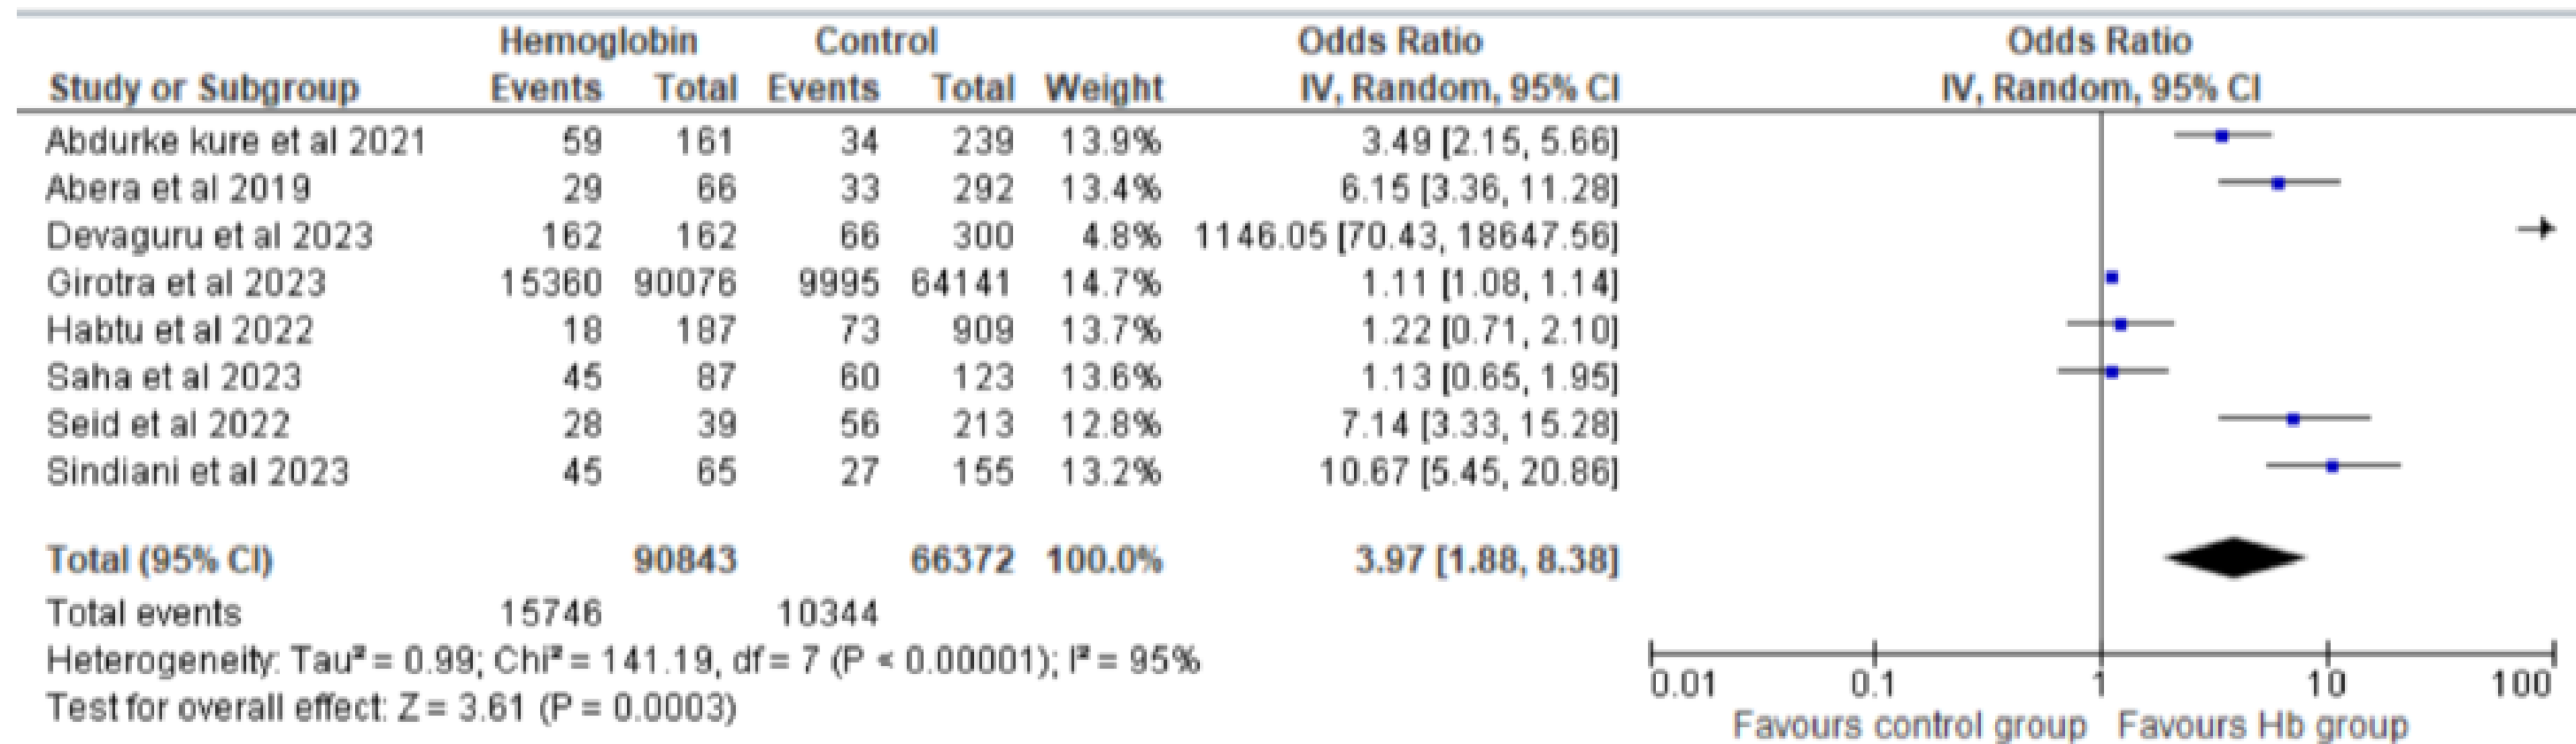 Hemoglobin Control Odds Ratio Odds Ratio
Study or Subgroup Events Total Events Total Weight IV, Random, 95% CI IV, Random, 95% CI
Abdurke kure et al 2021 59 161 34 239 13.9% 3.49 [2.15, 5.66]
Abera et al 2019 29 66 33 292 13.4% 6.15 [3.36, 11.28]
Devaguru et al 2023 162 162 66 300 4.8% 1146.05 [70.43, 18647.56]
Girotra et al 2023 15360 90076 9995 64141 14.7% 1.11 [1.08, 1.14]
Habtu et al 2022 18 187 73 909 13.7% 1.22 [0.71, 2.10]
Saha et al 2023 45 87 60 123 13.6% 1.13 [0.65, 1.95]
Seid et al 2022 28 39 56 213 12.8% 7.14 [3.33, 15.28]
Sindiani et al 2023 45 65 27 155 13.2% 10.67 [5.45, 20.86]
Total (95% CI) 90843 66372 100.0% 3.97 [1.88, 8.38]
Total events 15746 10344
Heterogeneity: Tau² = 0.99; Chi² = 141.19, df = 7 (P < 0.00001); I² = 95%
Test for overall effect: Z = 3.61 (P = 0.0003)
0.01 0.1 1 10 100
Favours control group Favours Hb group